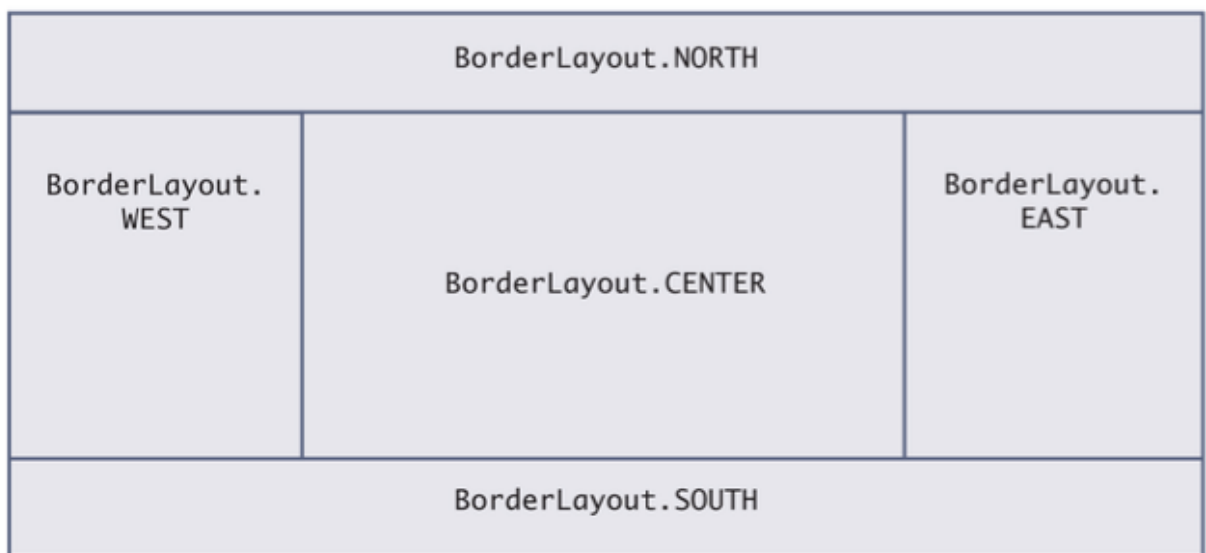 BorderLayout.NORTH
BorderLayout.
WEST
BorderLayout.CENTER
BorderLayout.
EAST
BorderLayout.SOUTH